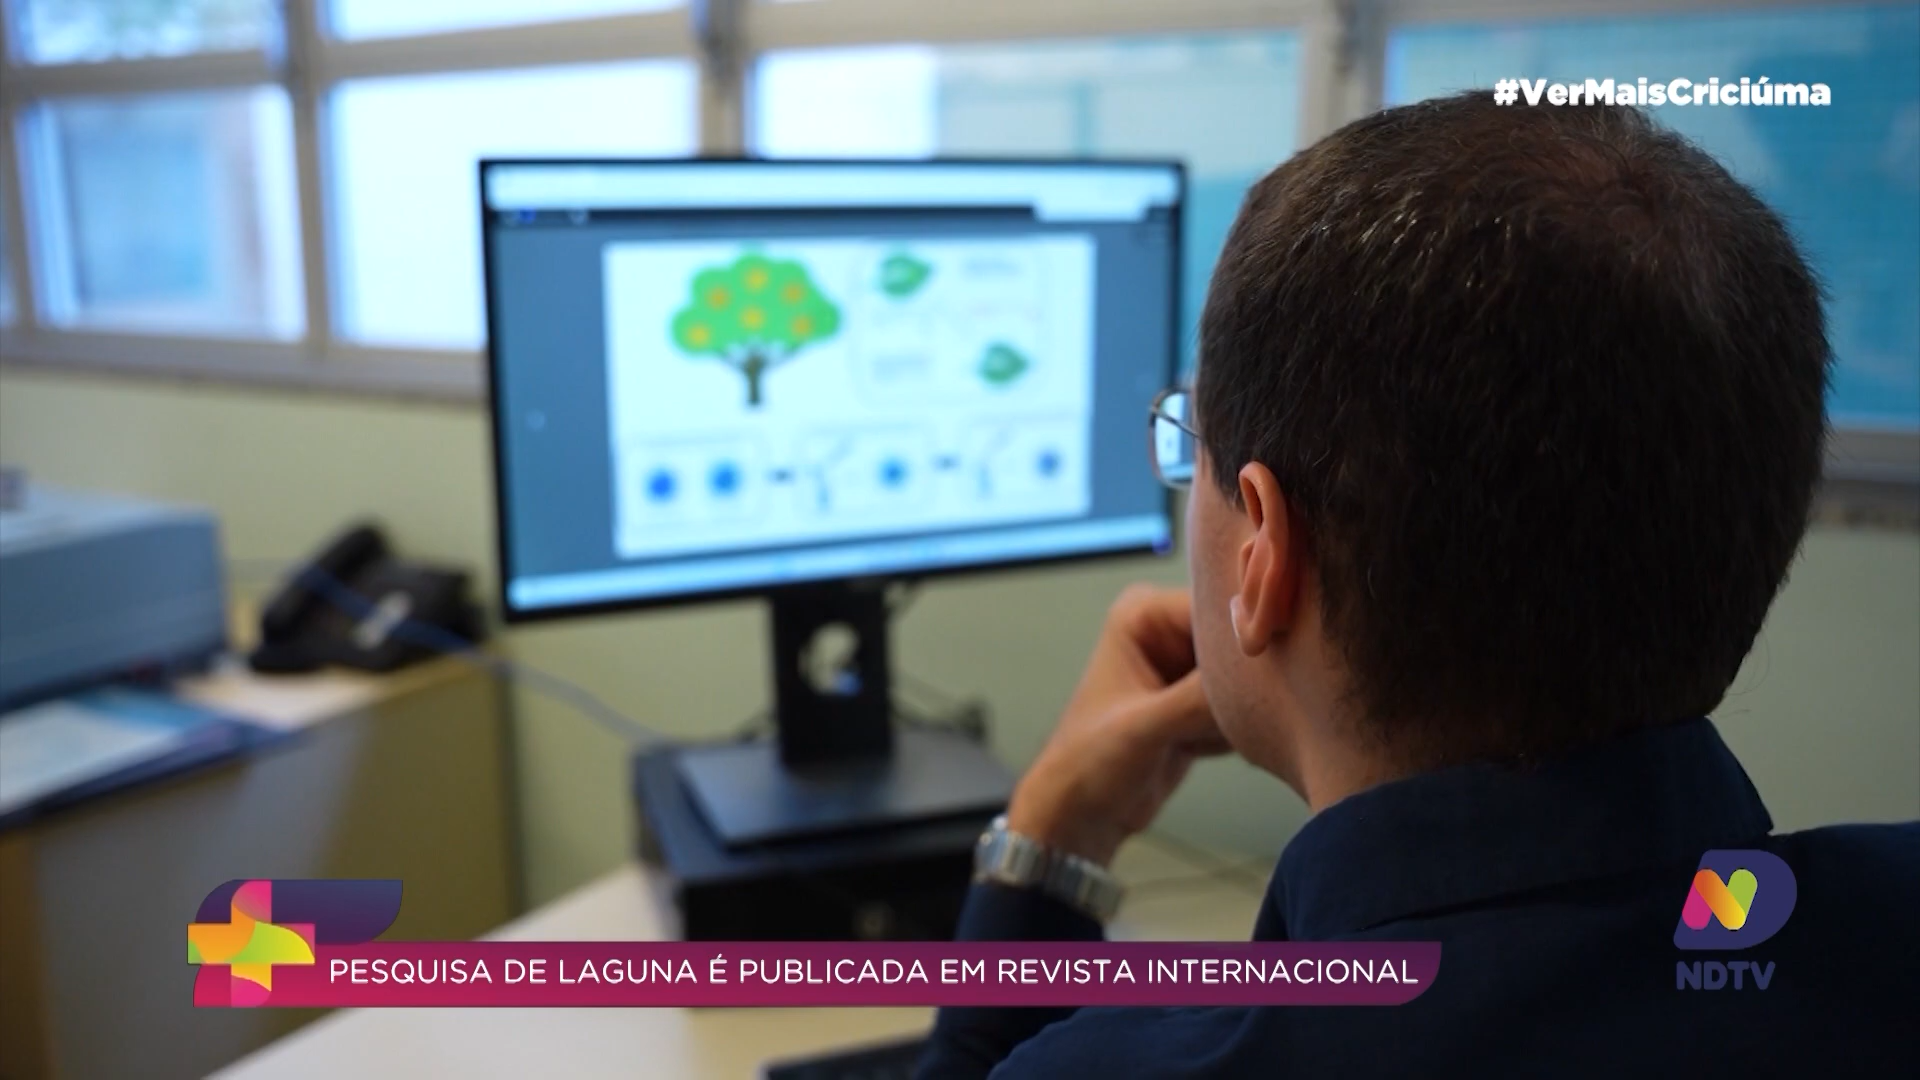 #VerMaisCriciúma
PESQUISA DE LAGUNA É PUBLICADA EM REVISTA INTERNACIONAL
NDTV